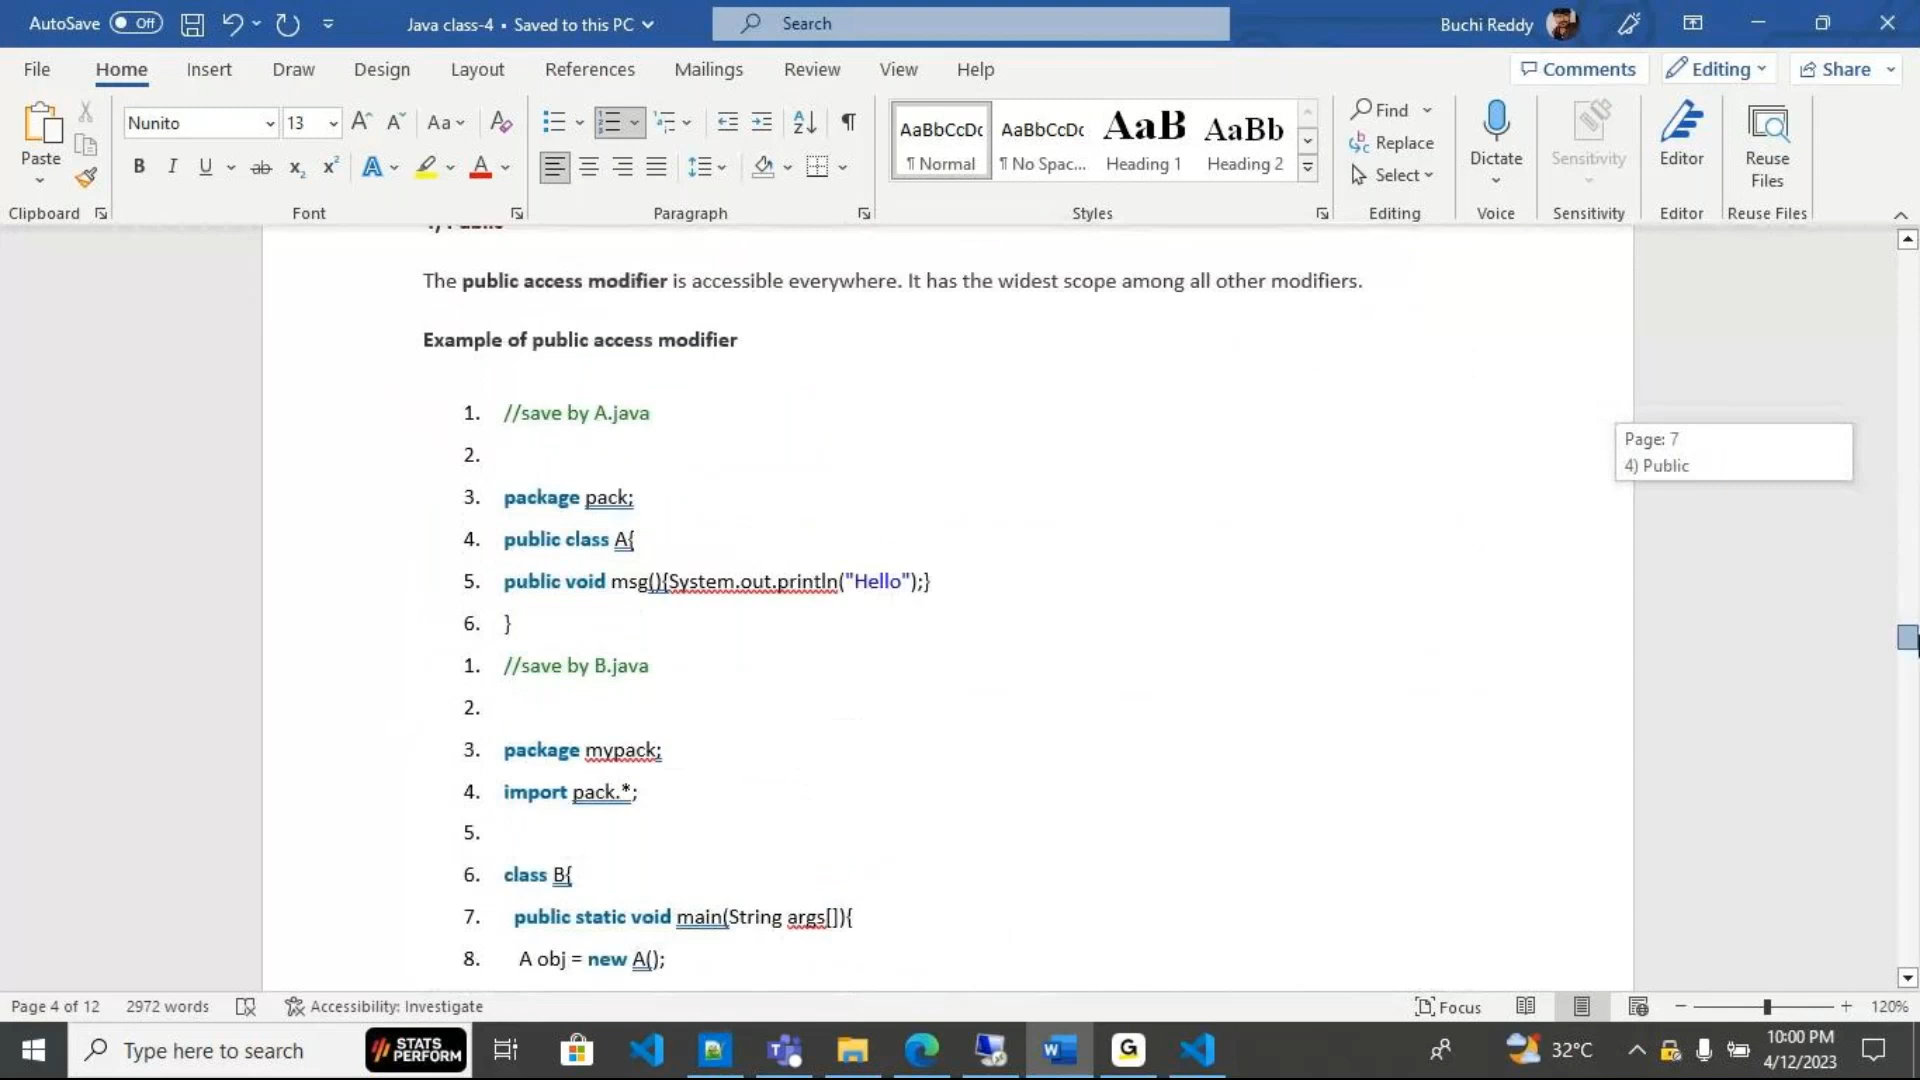 AutoSave Off Java class-4 • Saved to this PC Search Buchi Reddy
File Home Insert Draw Design Layout References Mailings Review View Help Comments Editing Share
Paste Nunito 13 Aa AaBbCcDc AaBbCcDc AaB AaBb Find Replace Select Dictate Sensitivity Editor Reuse Files
B I U ab x₂ x² A A ¶ Normal ¶ No Spac... Heading 1 Heading 2
Clipboard Font Paragraph Styles Editing Voice Sensitivity Editor Reuse Files
4) Public
The public access modifier is accessible everywhere. It has the widest scope among all other modifiers.
Example of public access modifier
1. //save by A.java
2.
3. package pack;
4. public class A{
5. public void msg(){System.out.println("Hello");}
6. }
1. //save by B.java
2.
3. package mypack;
4. import pack.*;
5.
6. class B{
7. public static void main(String args[]){
8. A obj = new A();
Page: 7
4) Public
Page 4 of 12 2972 words Accessibility: Investigate Focus 120%
Type here to search STATS PERFORM 32°C 10:00 PM
4/12/2023